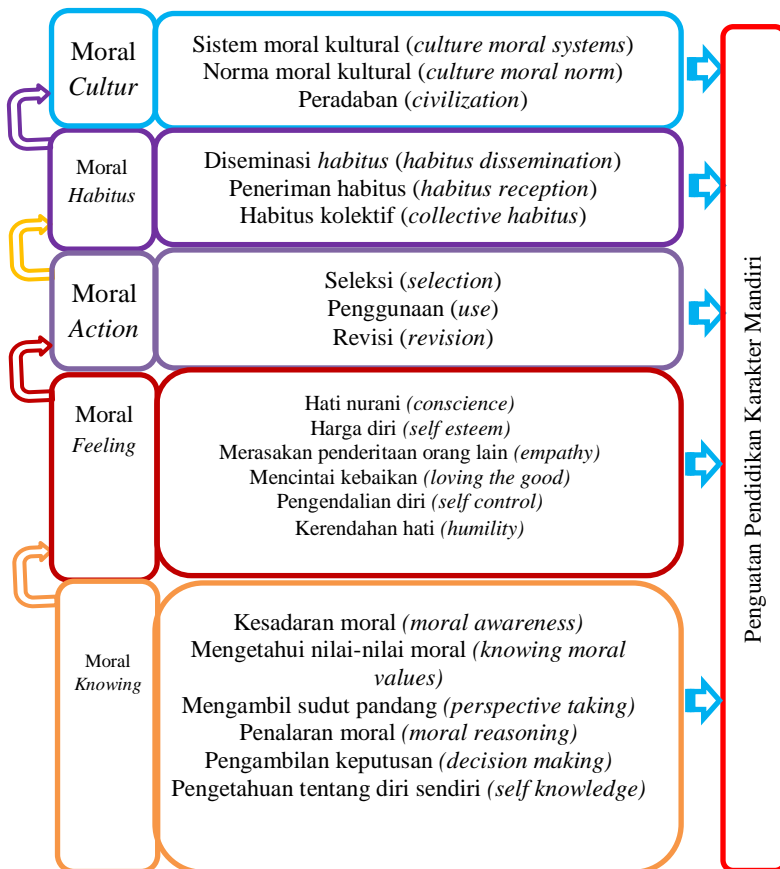 Moral
Cultur
Sistem moral kultural (culture moral systems)
Norma moral kultural (culture moral norm)
Peradaban (civilization)
Moral
Habitus
Diseminasi habitus (habitus dissemination)
Peneriman habitus (habitus reception)
Habitus kolektif (collective habitus)
Moral
Action
Seleksi (selection)
Penggunaan (use)
Revisi (revision)
Moral
Feeling
Hati nurani (conscience)
Harga diri (self esteem)
Merasakan penderitaan orang lain (empathy)
Mencintai kebaikan (loving the good)
Pengendalian diri (self control)
Kerendahan hati (humility)
Moral
Knowing
Kesadaran moral (moral awareness)
Mengetahui nilai-nilai moral (knowing moral
values)
Mengambil sudut pandang (perspective taking)
Penalaran moral (moral reasoning)
Pengambilan keputusan (decision making)
Pengetahuan tentang diri sendiri (self knowledge)
Penguatan Pendidikan Karakter Mandiri